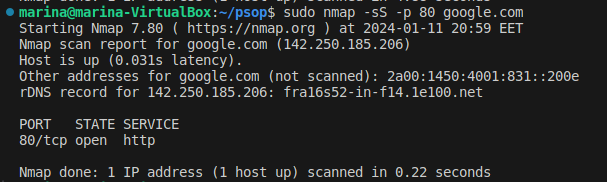 marina@marina-VirtualBox:~/psop$ sudo nmap -sS -p 80 google.com
Starting Nmap 7.80 ( https://nmap.org ) at 2024-01-11 20:59 EET
Nmap scan report for google.com (142.250.185.206)
Host is up (0.031s latency).
Other addresses for google.com (not scanned): 2a00:1450:4001:831::200e
rDNS record for 142.250.185.206: fra16s52-in-f14.1e100.net

PORT   STATE SERVICE
80/tcp open  http

Nmap done: 1 IP address (1 host up) scanned in 0.22 seconds